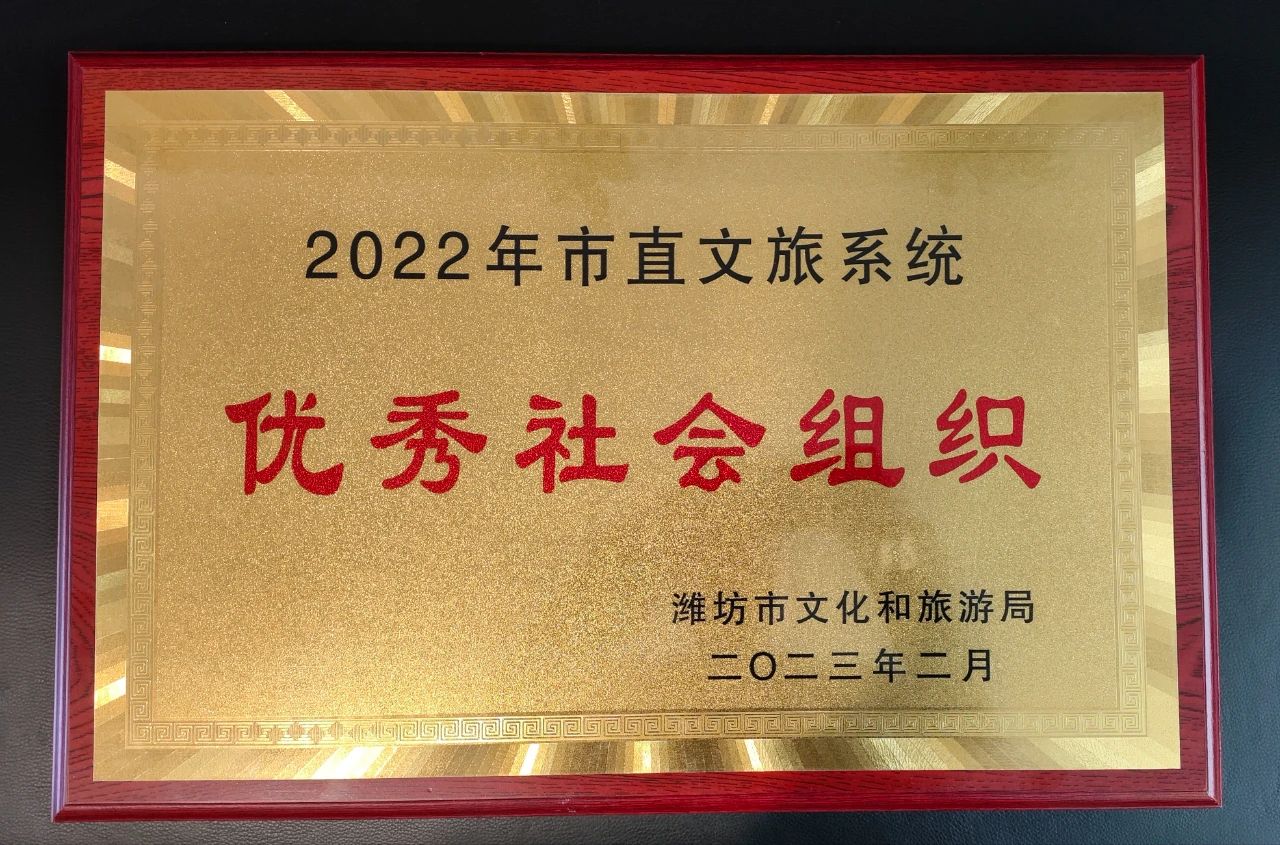 2022年市直文旅系统
优秀社会组织
潍坊市文化和旅游局
二〇二三年二月